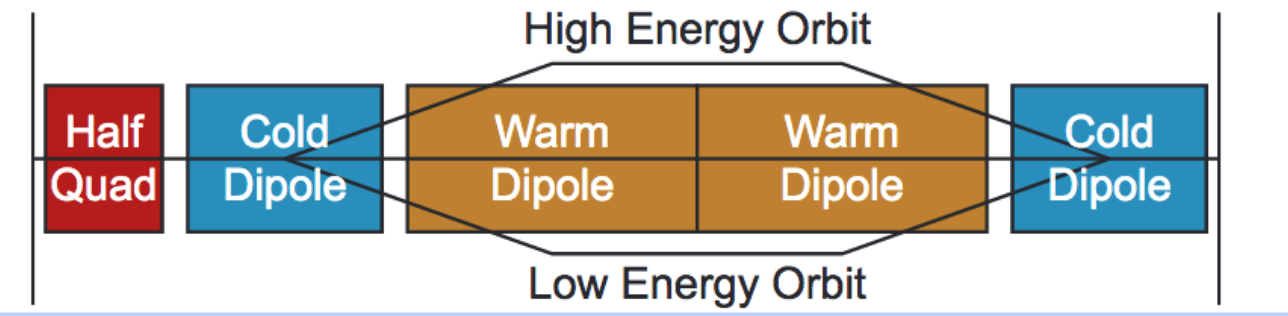 High Energy Orbit
Half
Quad
Cold
Dipole
Warm
Dipole
Warm
Dipole
Cold
Dipole
Low Energy Orbit